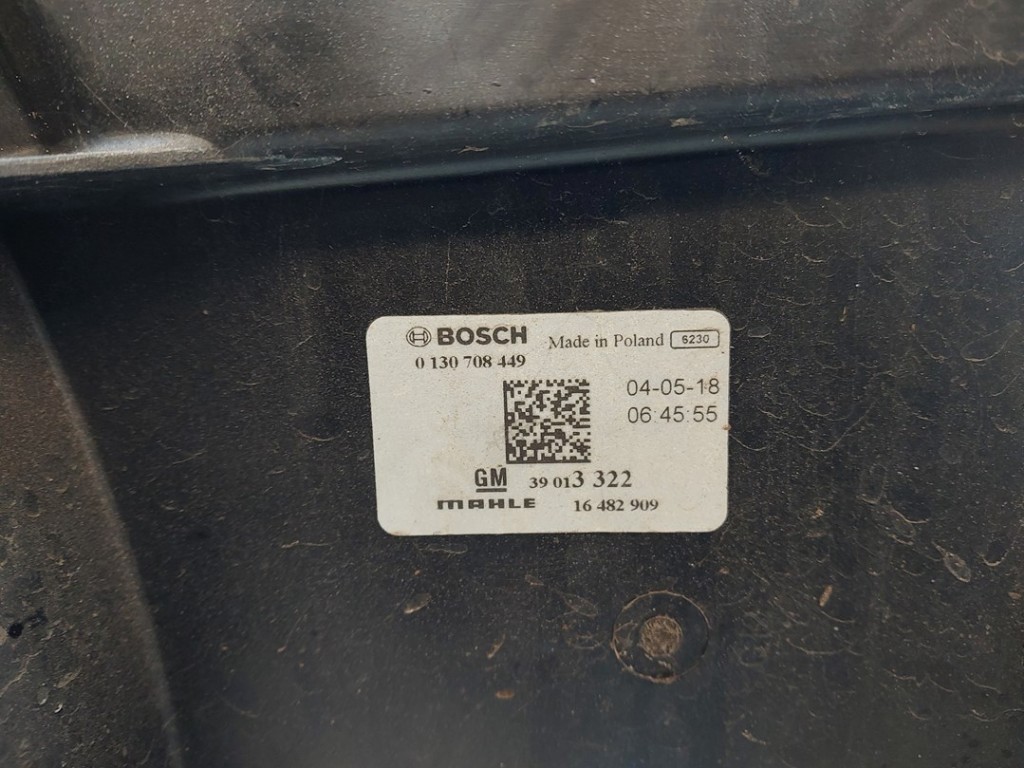 BOSCH Made in Poland 6230
0 130 708 449
04-05-18
06:45:55
GM 39 013 322
MAHLE 16 482 909